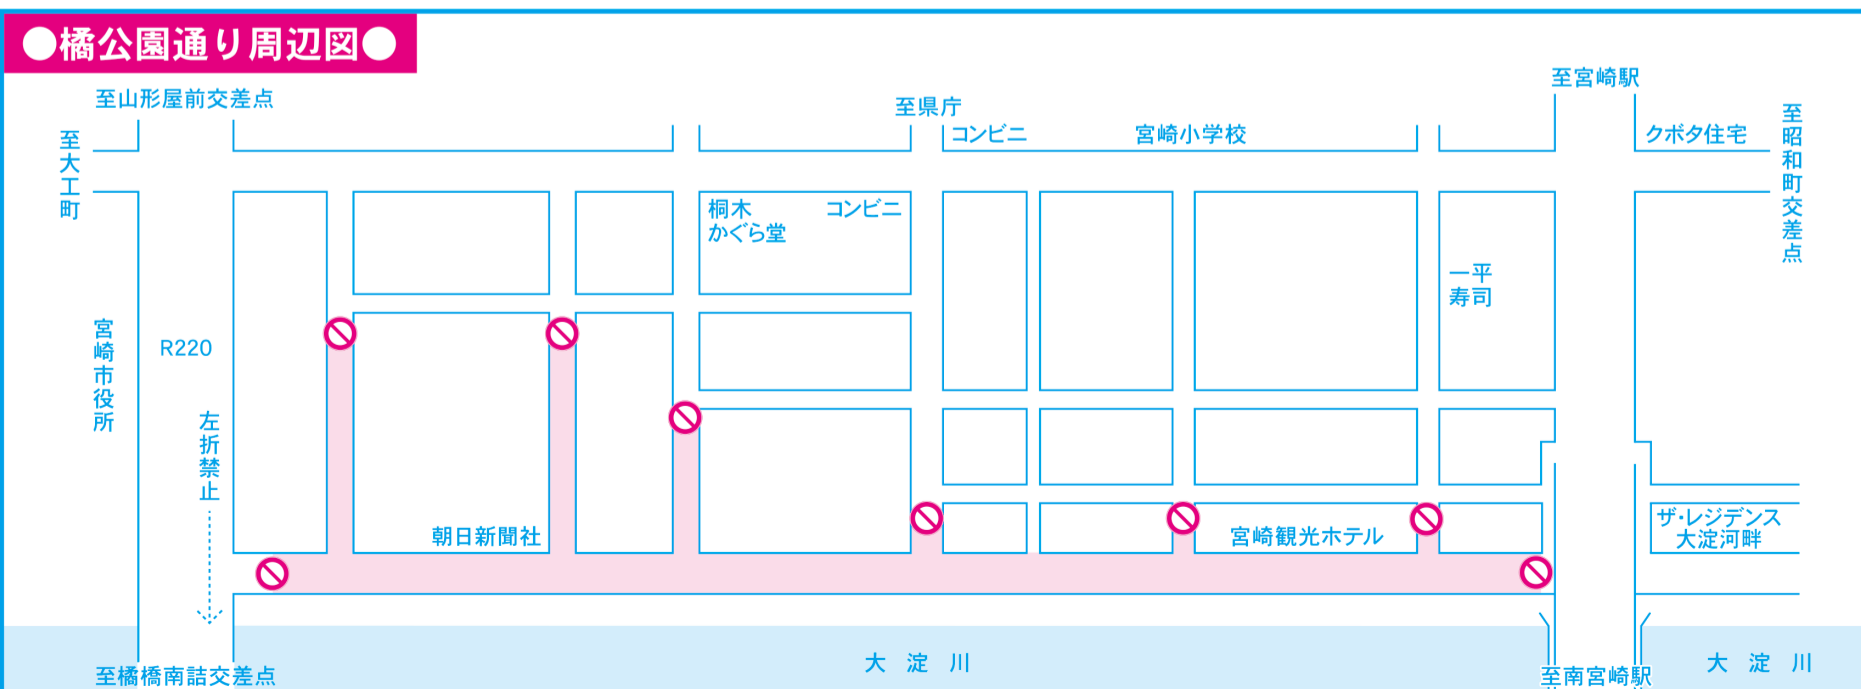 ●橘公園通り周辺図●
至山形屋前交差点
至大工町
至県庁
コンビニ
宮崎小学校
至宮崎駅
クボタ住宅
至昭和町交差点
桐木
かぐら堂
コンビニ
一平
寿司
宮崎市役所
R220
左折禁止
朝日新聞社
宮崎観光ホテル
ザ・レジデンス
大淀河畔
大淀川
大淀川
至橘橋南詰交差点
至南宮崎駅